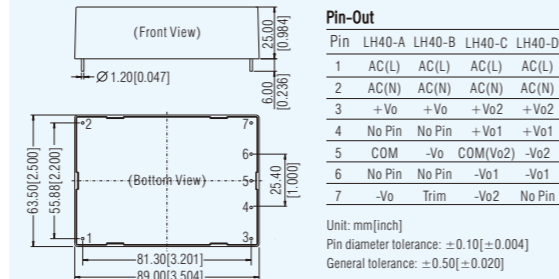 (Front View)
25.00
[0.984]
Ø 1.20[0.047]
6.00
[0.236]
2
7
6
(Bottom View)
5
4
1
3
63.50[2.500]
55.88[2.200]
25.40
[1.000]
81.30[3.201]
89.00[3.504]
Pin-Out
Pin LH40-A LH40-B LH40-C LH40-D
1 AC(L) AC(L) AC(L) AC(L)
2 AC(N) AC(N) AC(N) AC(N)
3 +Vo +Vo +Vo2 +Vo2
4 No Pin No Pin +Vo1 +Vo1
5 COM -Vo COM(Vo2) -Vo2
6 No Pin No Pin -Vo1 -Vo1
7 -Vo Trim -Vo2 No Pin
Unit: mm[inch]
Pin diameter tolerance: ±0.10[±0.004]
General tolerance: ±0.50[±0.020]